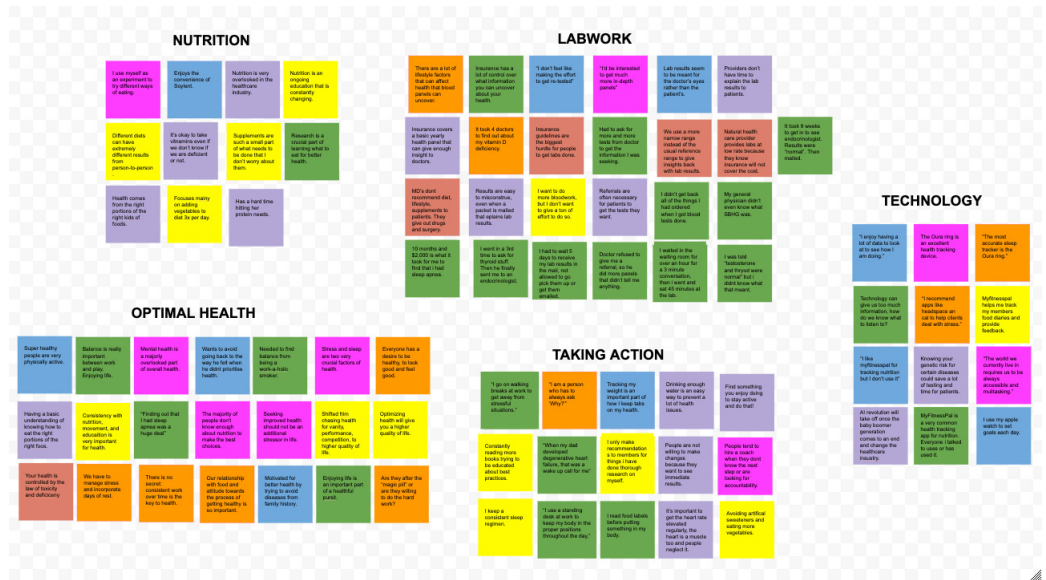 NUTRITION
I use myself as
an experiment to
try different ways
of eating.
Enjoys the
convenience of
Soylent.
Nutrition is very
overlooked in the
healthcare
industry.
Nutrition is an
ongoing
education that is
constantly
changing.
Different diets
can have
extremely
different results
from
person-to-person
.
It's okay to take
vitamins even if
we don't know if
we are deficient
or not.
Supplements are
such a small part
of what needs to
be done that I
don't worry about
them.
Research is a
crucial part of
learning what to
eat for better
health.
Health comes
from the right
portions of the
right kids of
foods.
Focuses mainly
on adding
vegetables to
diet 3x per day.
Has a hard time
hitting her
protein needs.
LABWORK
There are a lot of
lifestyle factors
that can affect
health that blood
panels can
uncover.
Insurance has a
lot of control over
what information
you can uncover
about your
health.
"I don't feel like
making the effort
to get re-tested"
"I'd be interested
to get much
more in-depth
panels"
Lab results seem
to be meant for
the doctor's eyes
rather than the
patient's.
Providers don't
have time to
explain the lab
results to
patients.
Insurance covers
a basic yearly
health panel that
can give enough
insight to
doctors.
It took 4 doctors
to find out about
my vitamin D
deficiency.
Insurance
guidelines are
the biggest
hurdles for people
to get labs done.
Had to ask for
more and more
tests from doctor
to get the
information I was
seeking.
We use a more
narrow range
instead of the
usual reference
range to give
insights back
with lab results.
Natural health
care provider
provides labs at
low rate because
they know
insurance will not
cover the cost.
It took 9 weeks
to get in to see
endocrinologist.
Results were
"normal". Then
mailed.
MD's dont
recommend diet,
lifestyle,
supplements to
patients. They
give out drugs
and surgery.
Results are easy
to misconstrue,
even when a
packet is mailed
that eplains lab
results.
I want to do
more bloodwork,
but I don't want
to give a ton of
effort to do so.
Referrals are
often necessary
for patients to
get the tests they
want.
I didn't get back
all of the things I
had ordered
when I got blood
tests done.
My general
physician didn't
even know what
SBHG was.
10 months and
$2,000 is what it
took for me to
find that I had
sleep apnea.
I went in a 3rd
time to ask for
thyroid stuff.
Then he finally
sent me to an
endocrinologist.
I had to wait 5
days to receive
my lab results in
the mail, not
allowed to go
pick them up or
get them
emailed.
Doctor refused to
give me a
referral, so he
did more panels
that didn't tell me
anything.
I waited in the
waiting room for
over an hour for
a 3 minute
conversation,
then I went and
sat 45 minutes at
the lab.
I was told
"testosterone
and thyroid were
normal" but I
didnt know what
that meant.
TECHNOLOGY
"I enjoy having a
lot of data to look
at to see how I
am doing."
The Oura ring is
an excellent
health tracking
device.
"The most
accurate sleep
tracker is the
Oura ring."
Technology can
give us too much
information, how
do we know what
to listen to?
"I recommend
apps like
headspace an
cal to help clients
deal with stress."
Myfitnesspal
helps me track
my members
food diaries and
provide
feedback.
"I like
myfitnesspal for
tracking nutrition
but I don't use it"
Knowing your
genetic risk for
certain diseases
could save a lot
of testing and
time for patients.
"The world we
currently live in
requires us to be
always
accessible and
multitasking."
AI revolution will
take off once the
baby boomer
generation
comes to an end
and change the
healthcare
insustry.
MyFitnessPal is
a very common
health tracking
app for nutrition.
Everyone I talked
to uses or has
used it.
I use my apple
watch to set
goals each day.
OPTIMAL HEALTH
Super healthy
people are very
physically active.
Balance is really
important
between work
and play.
Enjoying life.
Mental health is
a majorly
overlooked part
of overall health.
Wants to avoid
going back to the
way he felt when
he didnt prioritise
health.
Needed to find
balance from
being a
work-a-holic
smoker.
Stress and sleep
are two very
crucial factors of
health.
Everyone has a
desire to be
healthy, to look
good and feel
good.
Having a basic
understanding of
knowing how to
eat the right
portions of the
right food.
Consistency with
nutrition,
movement, and
education is
very important
for health.
"Finding out that
I had sleep
apnea was a
huge deal"
The majority of
people don't
know enough
about nutrition to
make the best
choices.
Seeking
improved health
should not be an
additional
stressor in life.
Shifted from
chasing health
for vanity,
performance,
competition, to
higher quality of
life.
Optimizing
health will give
you a higher
quality of life.
Your health is
controlled by the
law of toxicity
and deficieny
We have to
manage stress
and incorporate
days of rest.
There is no
secret:
consistent work
over time is the
key to health.
Our relationship
with food and
attitude towards
the process of
getting healthy is
so important.
Motivated for
better health by
trying to avoid
diseases from
family history.
Enjoying life is
an important part
of a healthful
pursit.
Are they after the
"magic pill" or
are they willing
to do the hard
work?
TAKING ACTION
"I go on walking
breaks at work to
get away from
stressful
situations."
"I am a person
who has to
always ask
"Why?"
Tracking my
weight is an
important part of
how I keep take
on my health.
Drinking enough
water is an easy
way to prevent a
lot of health
issues.
Find something
you enjoy doing
to stay active
and do that!
Constantly
reading more
books trying to
be educated
about best
practices.
"When my dad
developed
degenerative heart
failure, that was a
wake up call for me"
I only make
recommendation
s to members for
things i have
done thorough
research on
myself.
People are not
willing to make
changes
because they
want to see
immediate
results.
People tend to
hire a coach
when they dont
know the next
step or are
looking for
accountability.
I keep a
consistent sleep
regimen.
"I use a standing
desk at work to
keep my body in
the proper positions
throughout the day,"
I read food labels
before putting
something in my
body.
It's important to
get the heart rate
elevated
regularly, the
heart is a muscle
too and people
neglect it.
Avoiding artifical
sweeteners and
eating more
vegetables.